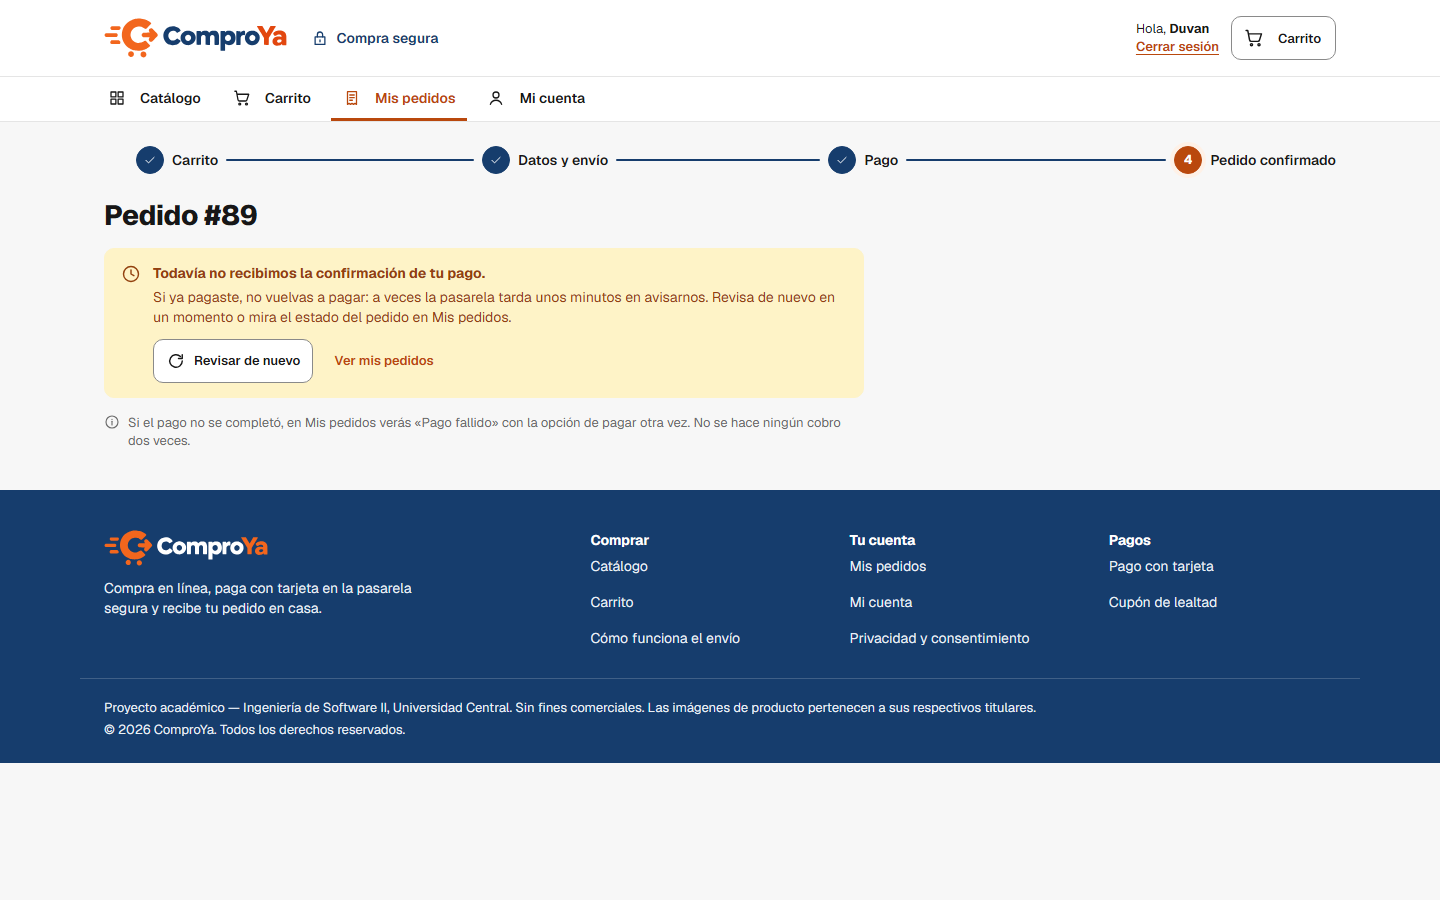 ComproYa
Compra segura
Hola, Duvan
Cerrar sesión
Carrito
Catálogo
Carrito
Mis pedidos
Mi cuenta
Carrito
Datos y envío
Pago
4
Pedido confirmado
Pedido #89
Todavía no recibimos la confirmación de tu pago.
Si ya pagaste, no vuelvas a pagar: a veces la pasarela tarda unos minutos en avisarnos. Revisa de nuevo en
un momento o mira el estado del pedido en Mis pedidos.
Revisar de nuevo
Ver mis pedidos
Si el pago no se completó, en Mis pedidos verás «Pago fallido» con la opción de pagar otra vez. No se hace ningún cobro
dos veces.
ComproYa
Compra en línea, paga con tarjeta en la pasarela
segura y recibe tu pedido en casa.
Comprar
Catálogo
Carrito
Cómo funciona el envío
Tu cuenta
Mis pedidos
Mi cuenta
Privacidad y consentimiento
Pagos
Pago con tarjeta
Cupón de lealtad
Proyecto académico — Ingeniería de Software II, Universidad Central. Sin fines comerciales. Las imágenes de producto pertenecen a sus respectivos titulares.
© 2026 ComproYa. Todos los derechos reservados.